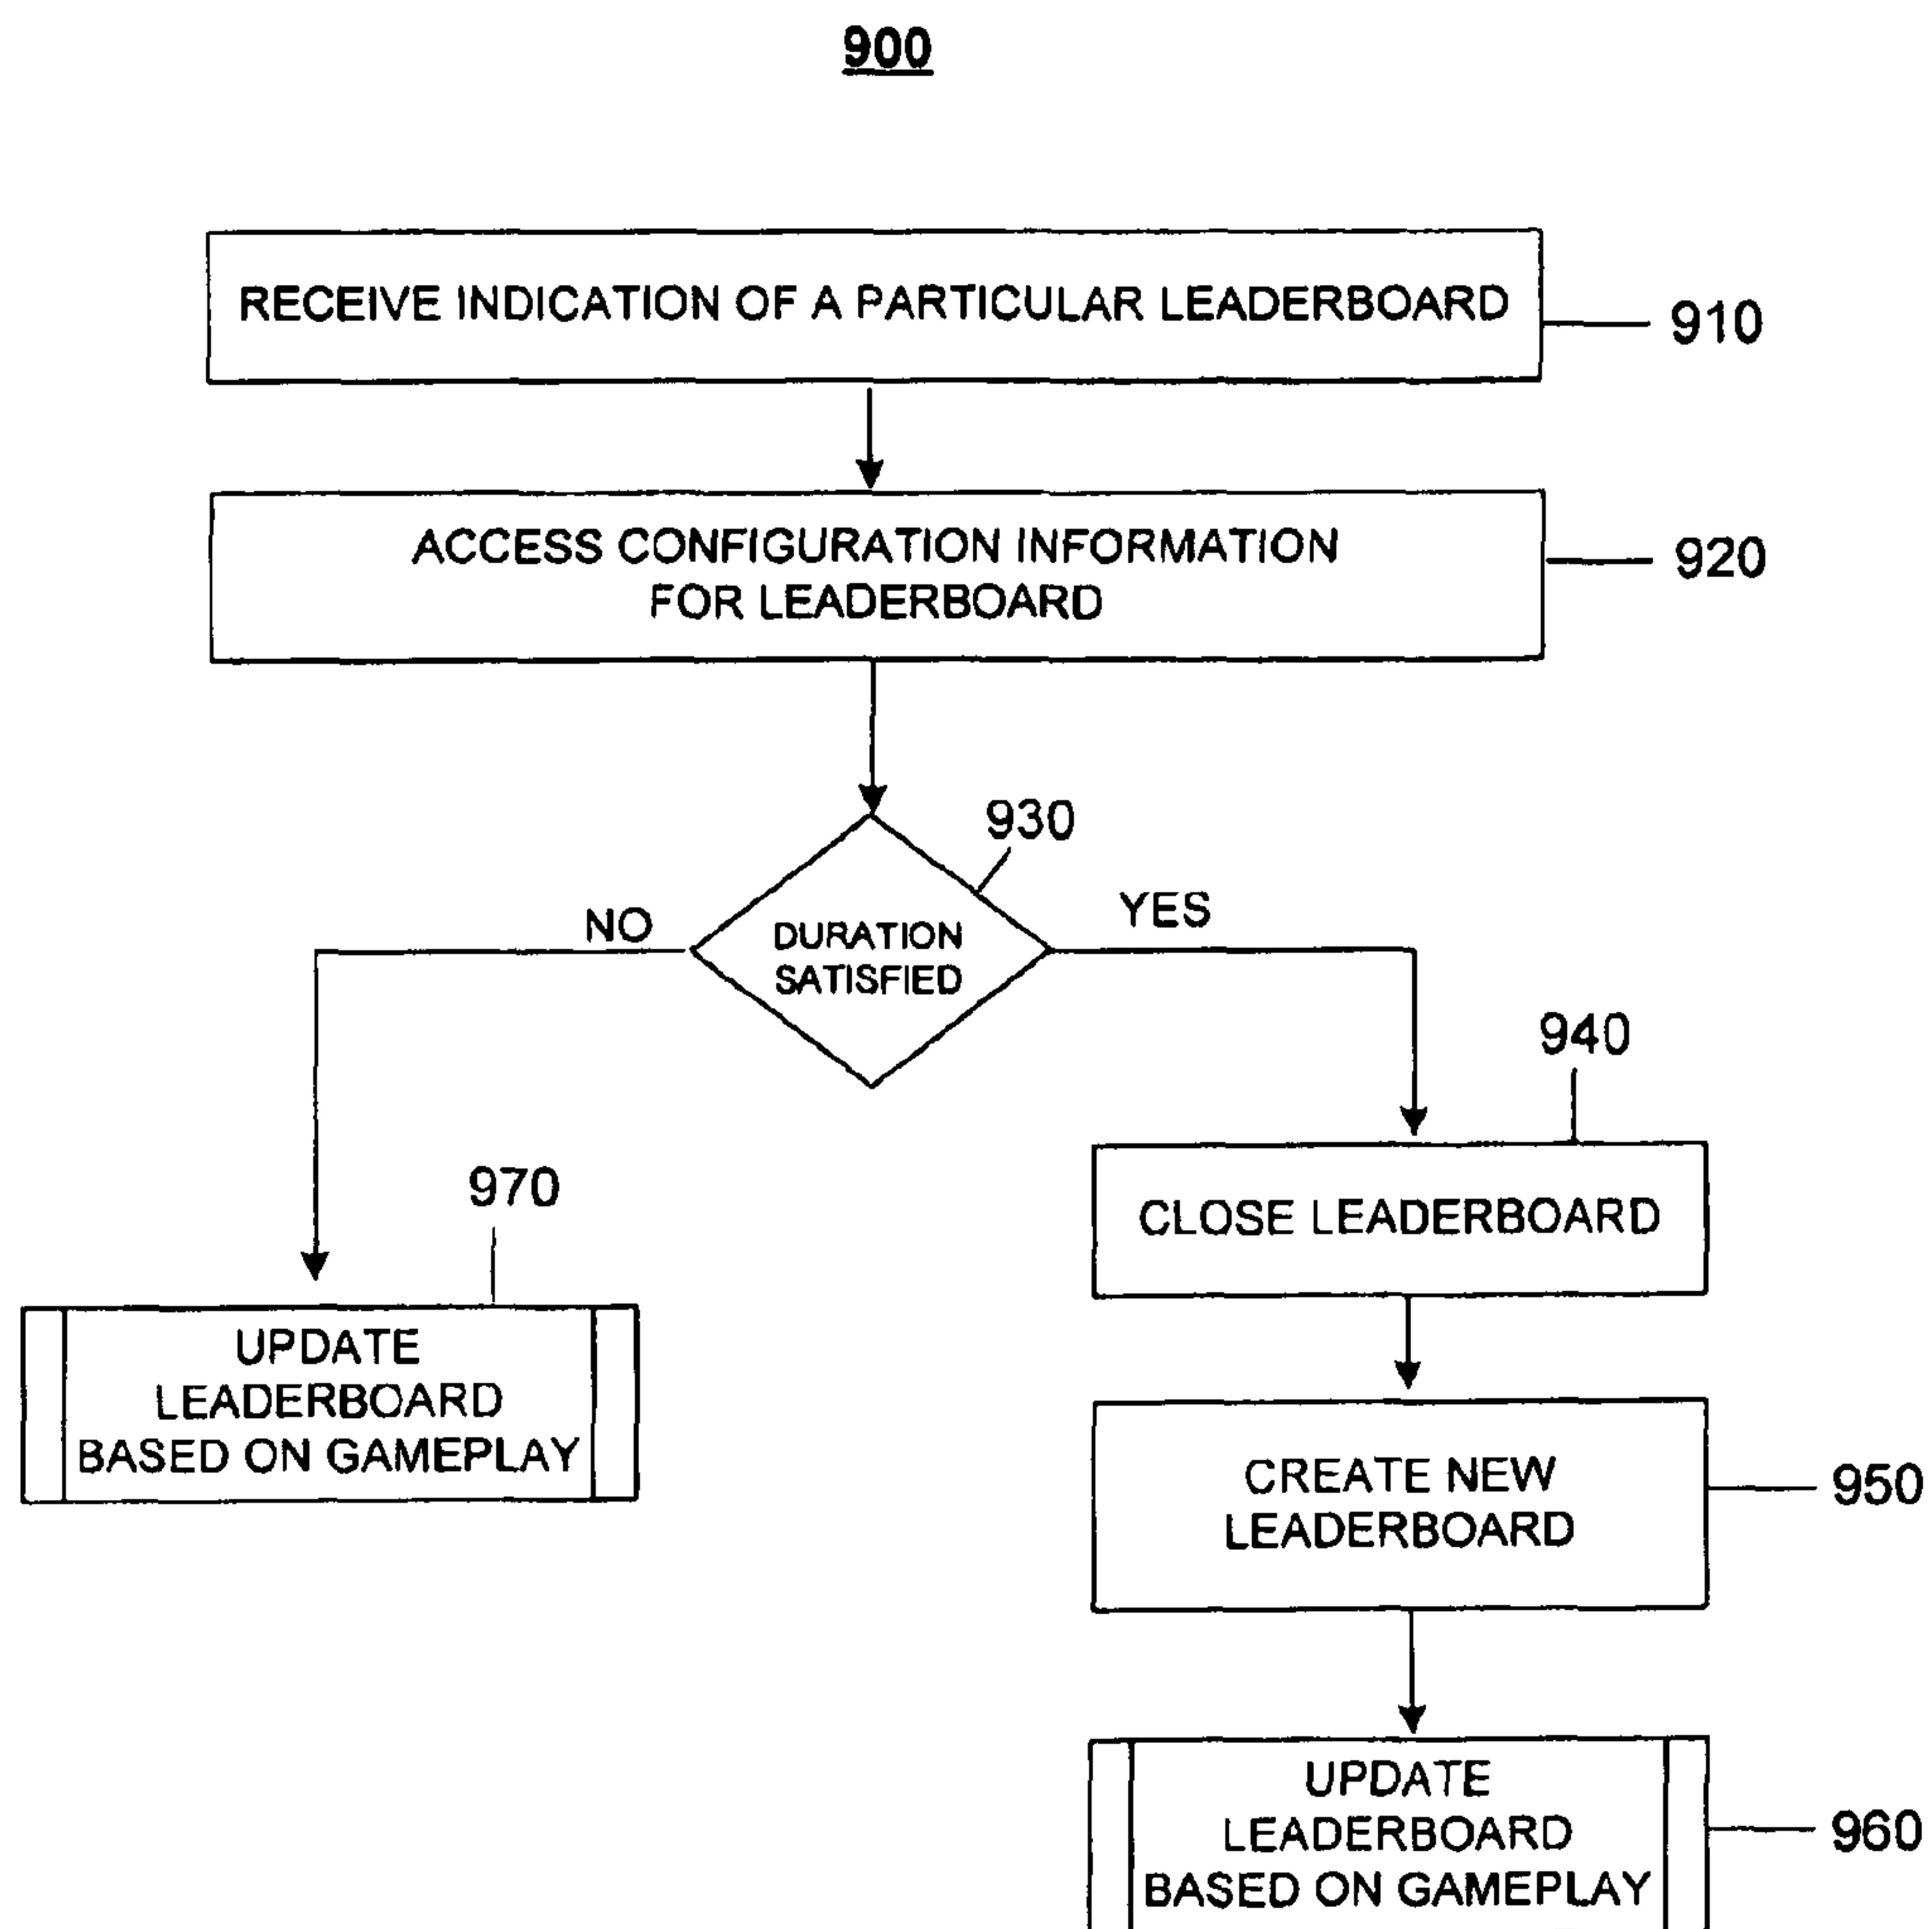 900
RECEIVE INDICATION OF A PARTICULAR LEADERBOARD
910
ACCESS CONFIGURATION INFORMATION
FOR LEADERBOARD
920
930
NO
DURATION
SATISFIED
YES
940
CLOSE LEADERBOARD
970
UPDATE
LEADERBOARD
BASED ON GAMEPLAY
CREATE NEW
LEADERBOARD
950
UPDATE
LEADERBOARD
BASED ON GAMEPLAY
960